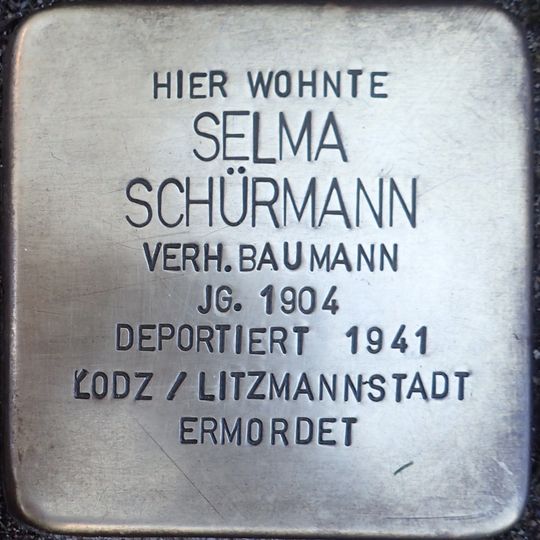 HIER WOHNTE
SELMA
SCHÜRMANN
VERH. BAUMANN
JG. 1904
DEPORTIERT 1941
ŁODZ / LITZMANNSTADT
ERMORDET